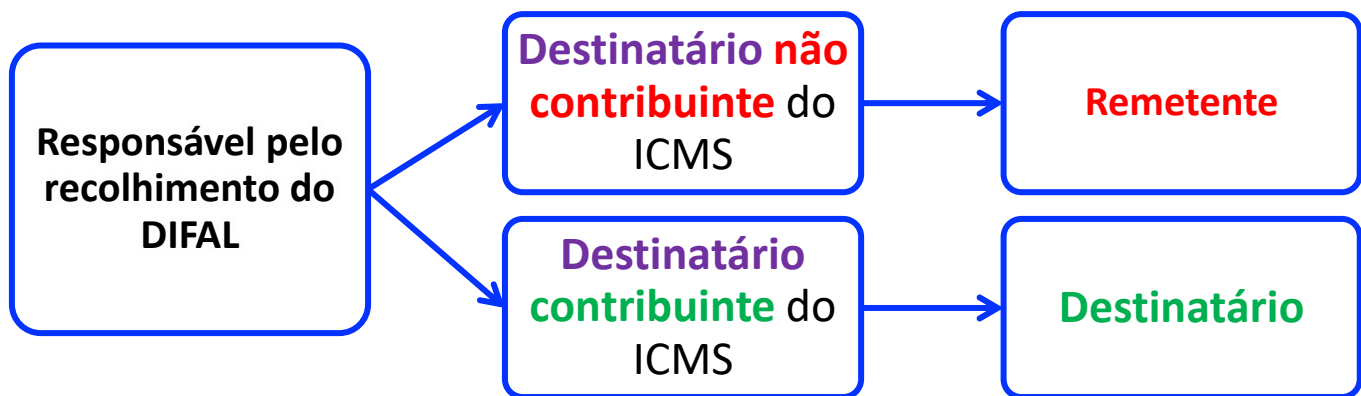 Responsável pelo
recolhimento do
DIFAL
Destinatário não
contribuinte do
ICMS
Remetente
Destinatário
contribuinte do
ICMS
Destinatário